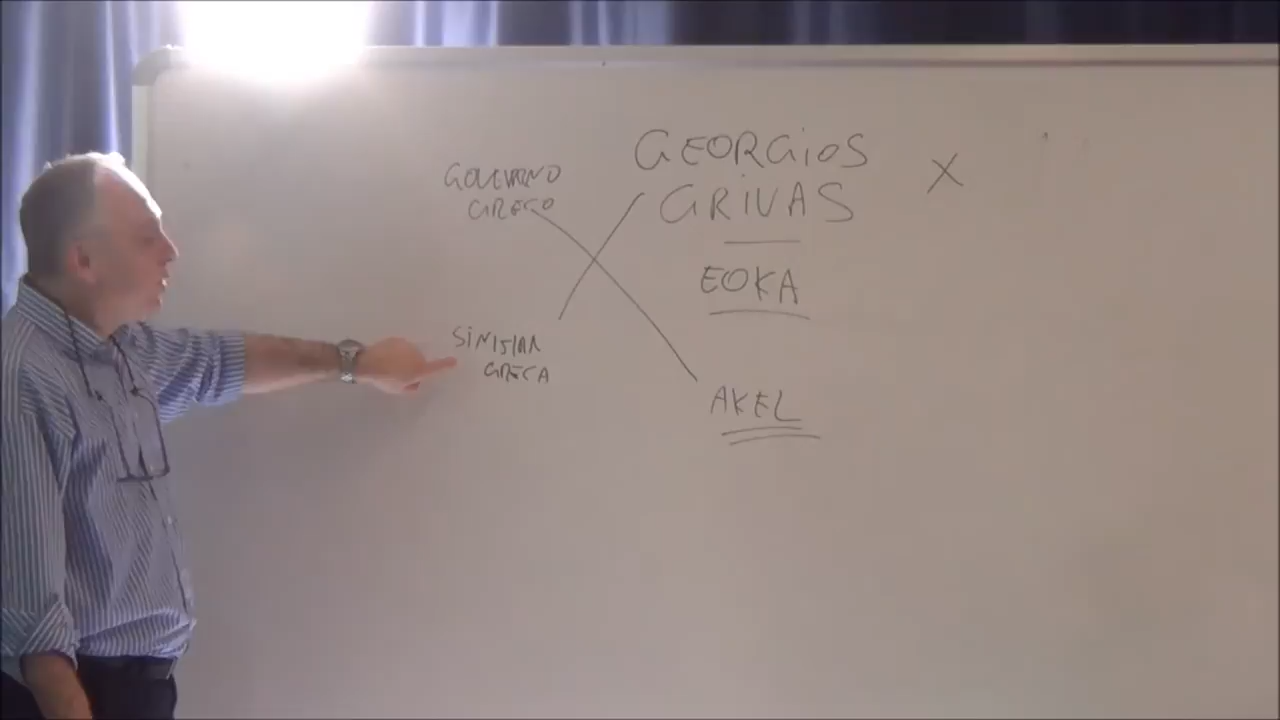 GOVERNO
GRECO
GEORGIOS
GRIVAS
X
EOKA
SINISTRA
GRECA
AKEL